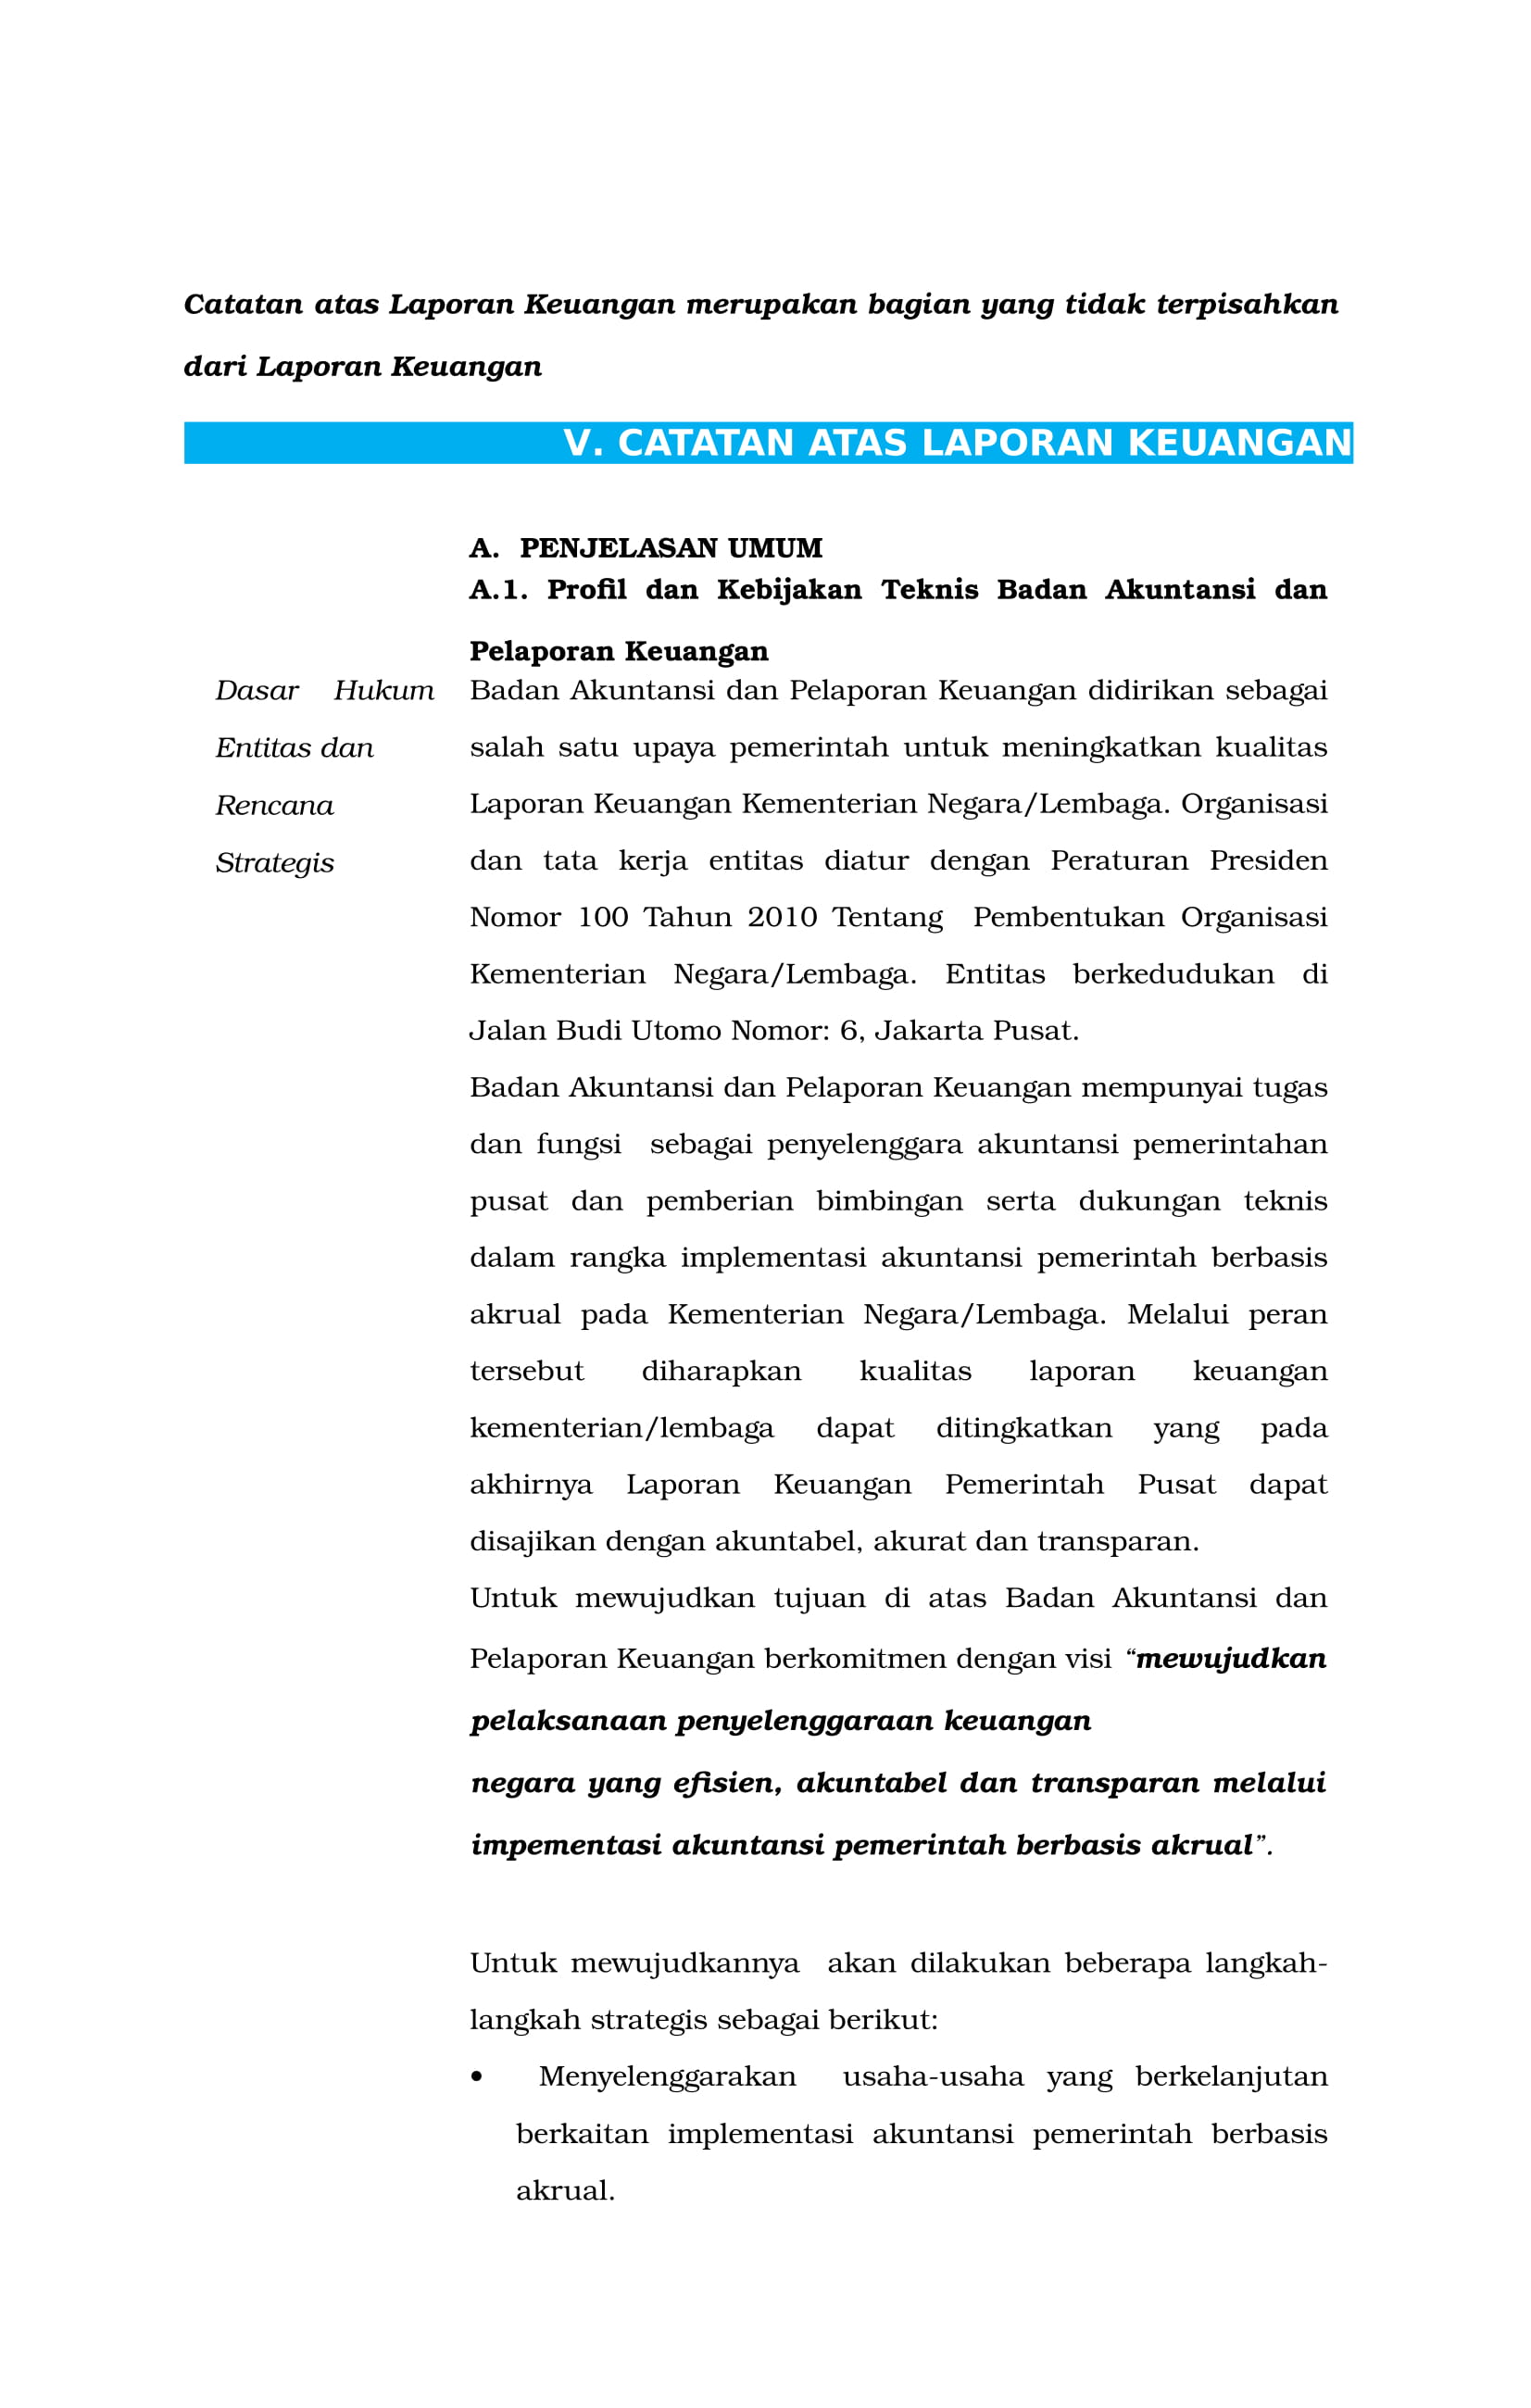 Catatan atas Laporan Keuangan merupakan bagian yang tidak terpisahkan
dari Laporan Keuangan
V. CATATAN ATAS LAPORAN KEUANGAN
A. PENJELASAN UMUM
A.1. Profil dan Kebijakan Teknis Badan Akuntansi dan
Pelaporan Keuangan
Dasar Hukum
Entitas dan
Rencana
Strategis
Badan Akuntansi dan Pelaporan Keuangan didirikan sebagai
salah satu upaya pemerintah untuk meningkatkan kualitas
Laporan Keuangan Kementerian Negara/Lembaga. Organisasi
dan tata kerja entitas diatur dengan Peraturan Presiden
Nomor 100 Tahun 2010 Tentang Pembentukan Organisasi
Kementerian Negara/Lembaga. Entitas berkedudukan di
Jalan Budi Utomo Nomor: 6, Jakarta Pusat.
Badan Akuntansi dan Pelaporan Keuangan mempunyai tugas
dan fungsi sebagai penyelenggara akuntansi pemerintahan
pusat dan pemberian bimbingan serta dukungan teknis
dalam rangka implementasi akuntansi pemerintah berbasis
akrual pada Kementerian Negara/Lembaga. Melalui peran
tersebut diharapkan kualitas laporan keuangan
kementerian/lembaga dapat ditingkatkan yang pada
akhirnya Laporan Keuangan Pemerintah Pusat dapat
disajikan dengan akuntabel, akurat dan transparan.
Untuk mewujudkan tujuan di atas Badan Akuntansi dan
Pelaporan Keuangan berkomitmen dengan visi “mewujudkan
pelaksanaan penyelenggaraan keuangan
negara yang efisien, akuntabel dan transparan melalui
impementasi akuntansi pemerintah berbasis akrual”.
Untuk mewujudkannya akan dilakukan beberapa langkah-
langkah strategis sebagai berikut:
• Menyelenggarakan usaha-usaha yang berkelanjutan
berkaitan implementasi akuntansi pemerintah berbasis
akrual.